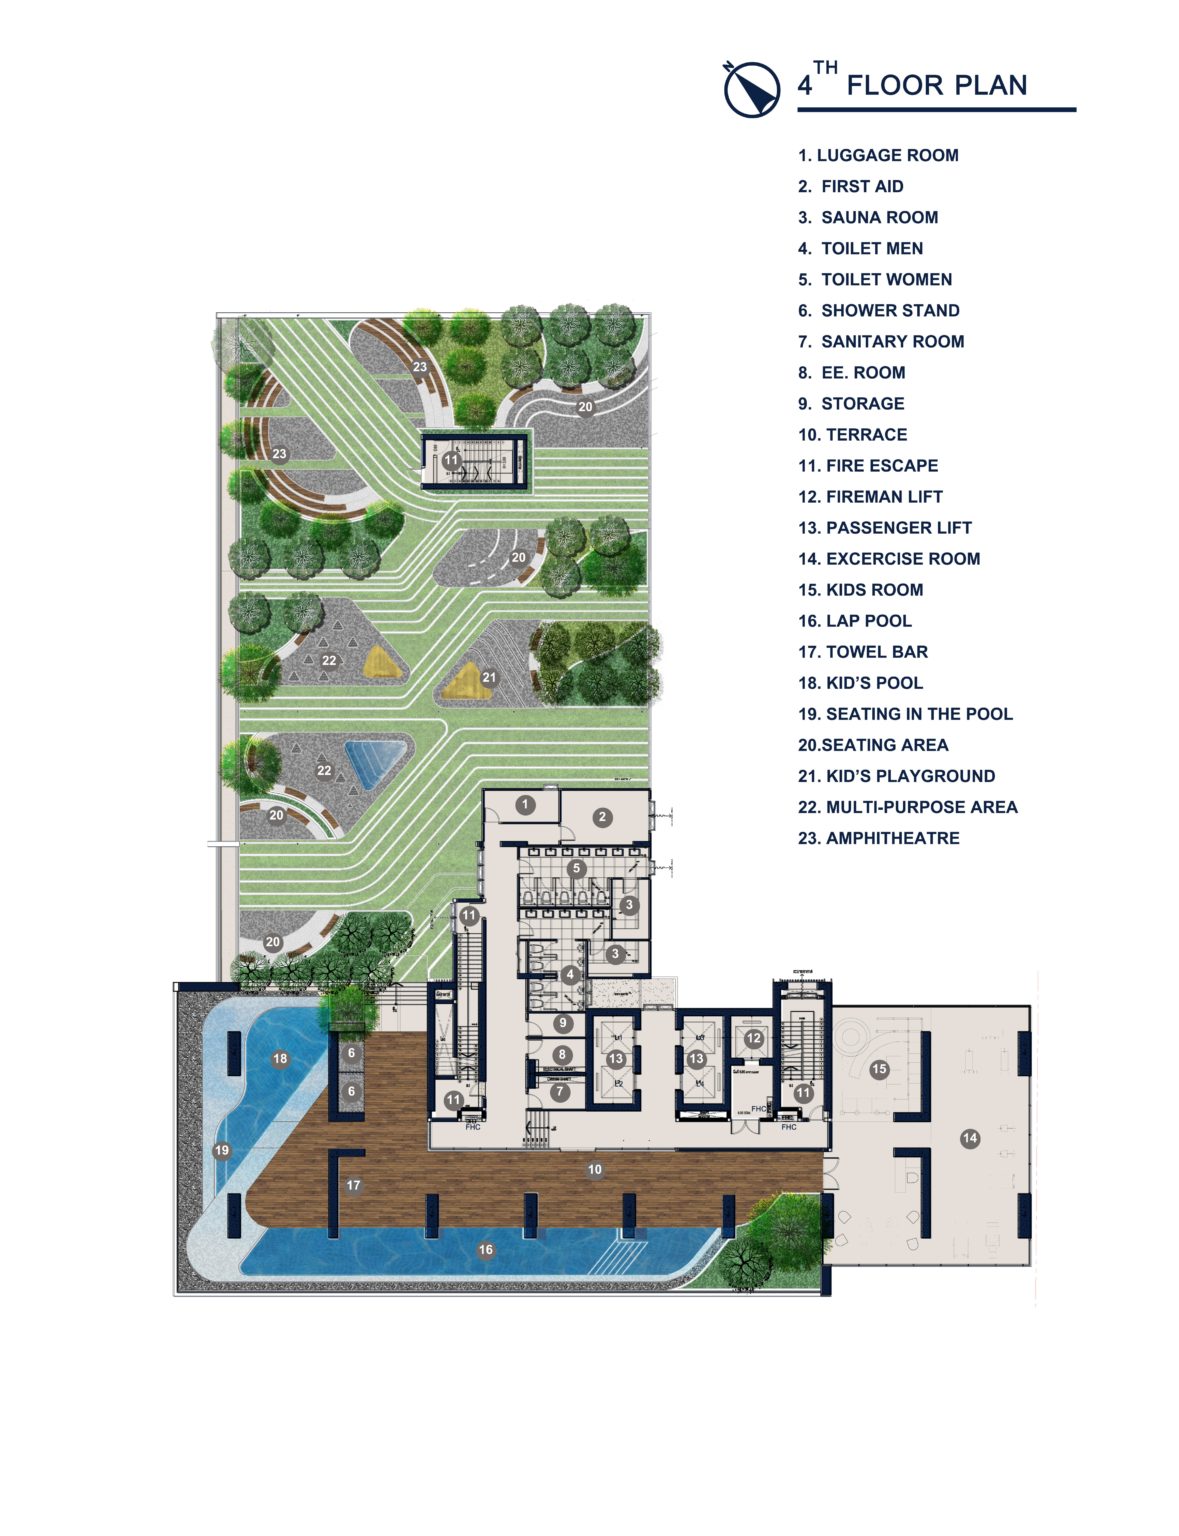 N
4TH FLOOR PLAN
1. LUGGAGE ROOM
2. FIRST AID
3. SAUNA ROOM
4. TOILET MEN
5. TOILET WOMEN
6. SHOWER STAND
7. SANITARY ROOM
8. EE. ROOM
9. STORAGE
10. TERRACE
11. FIRE ESCAPE
12. FIREMAN LIFT
13. PASSENGER LIFT
14. EXCERCISE ROOM
15. KIDS ROOM
16. LAP POOL
17. TOWEL BAR
18. KID'S POOL
19. SEATING IN THE POOL
20.SEATING AREA
21. KID'S PLAYGROUND
22. MULTI-PURPOSE AREA
23. AMPHITHEATRE
23
20
23
11
20
22
21
22
20
1
2
5
3
11
20
3
4
9
12
6
18
8
13
13
15
6
7
11
11
FHC
FHC
FHC
14
19
10
17
16